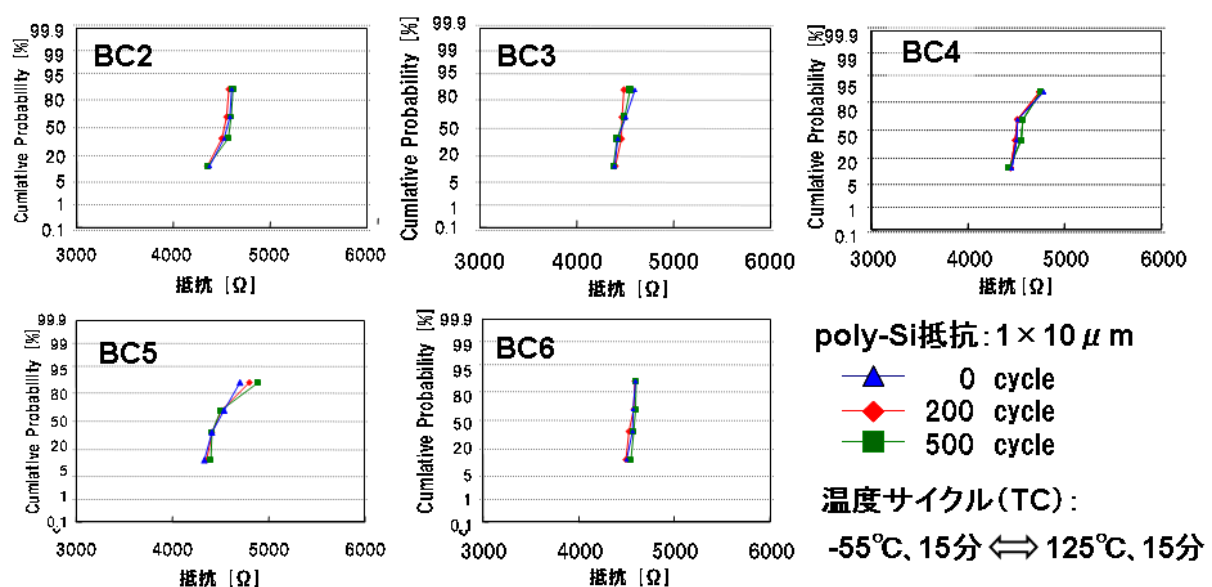 BC2
Cumlative Probability [%]
99.9
99
95
80
50
20
5
1
0.1
3000 4000 5000 6000
抵抗 [Ω]
BC3
Cumlative Probability [%]
99.9
99
95
80
50
20
5
1
0.1
3000 4000 5000 6000
抵抗 [Ω]
BC4
Cumlative Probability [%]
99.9
99
95
80
50
20
5
1
0.1
3000 4000 5000 6000
抵抗 [Ω]
BC5
Cumlative Probability [%]
99.9
99
95
80
50
20
5
1
0.1
3000 4000 5000 6000
抵抗 [Ω]
BC6
Cumlative Probability [%]
99.9
99
95
80
50
20
5
1
0.1
3000 4000 5000 6000
抵抗 [Ω]
poly-Si抵抗:1×10μm
0 cycle
200 cycle
500 cycle
温度サイクル(TC):
-55℃、15分 ⇔ 125℃、15分